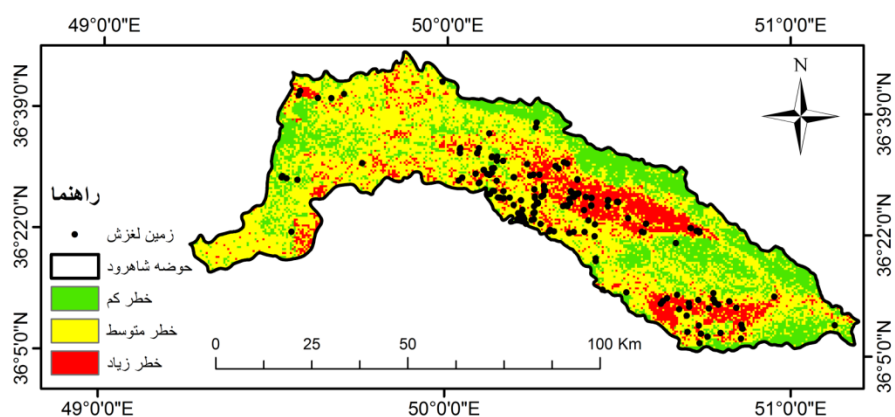 49°0'0"E 50°0'0"E 51°0'0"E
N
36°39'0"N 36°39'0"N
36°22'0"N 36°22'0"N
36°5'0"N 36°5'0"N
راهنما
زمین لغزش
حوضه شاهرود
خطر کم
خطر متوسط
خطر زیاد
0 25 50 100 Km
49°0'0"E 50°0'0"E 51°0'0"E